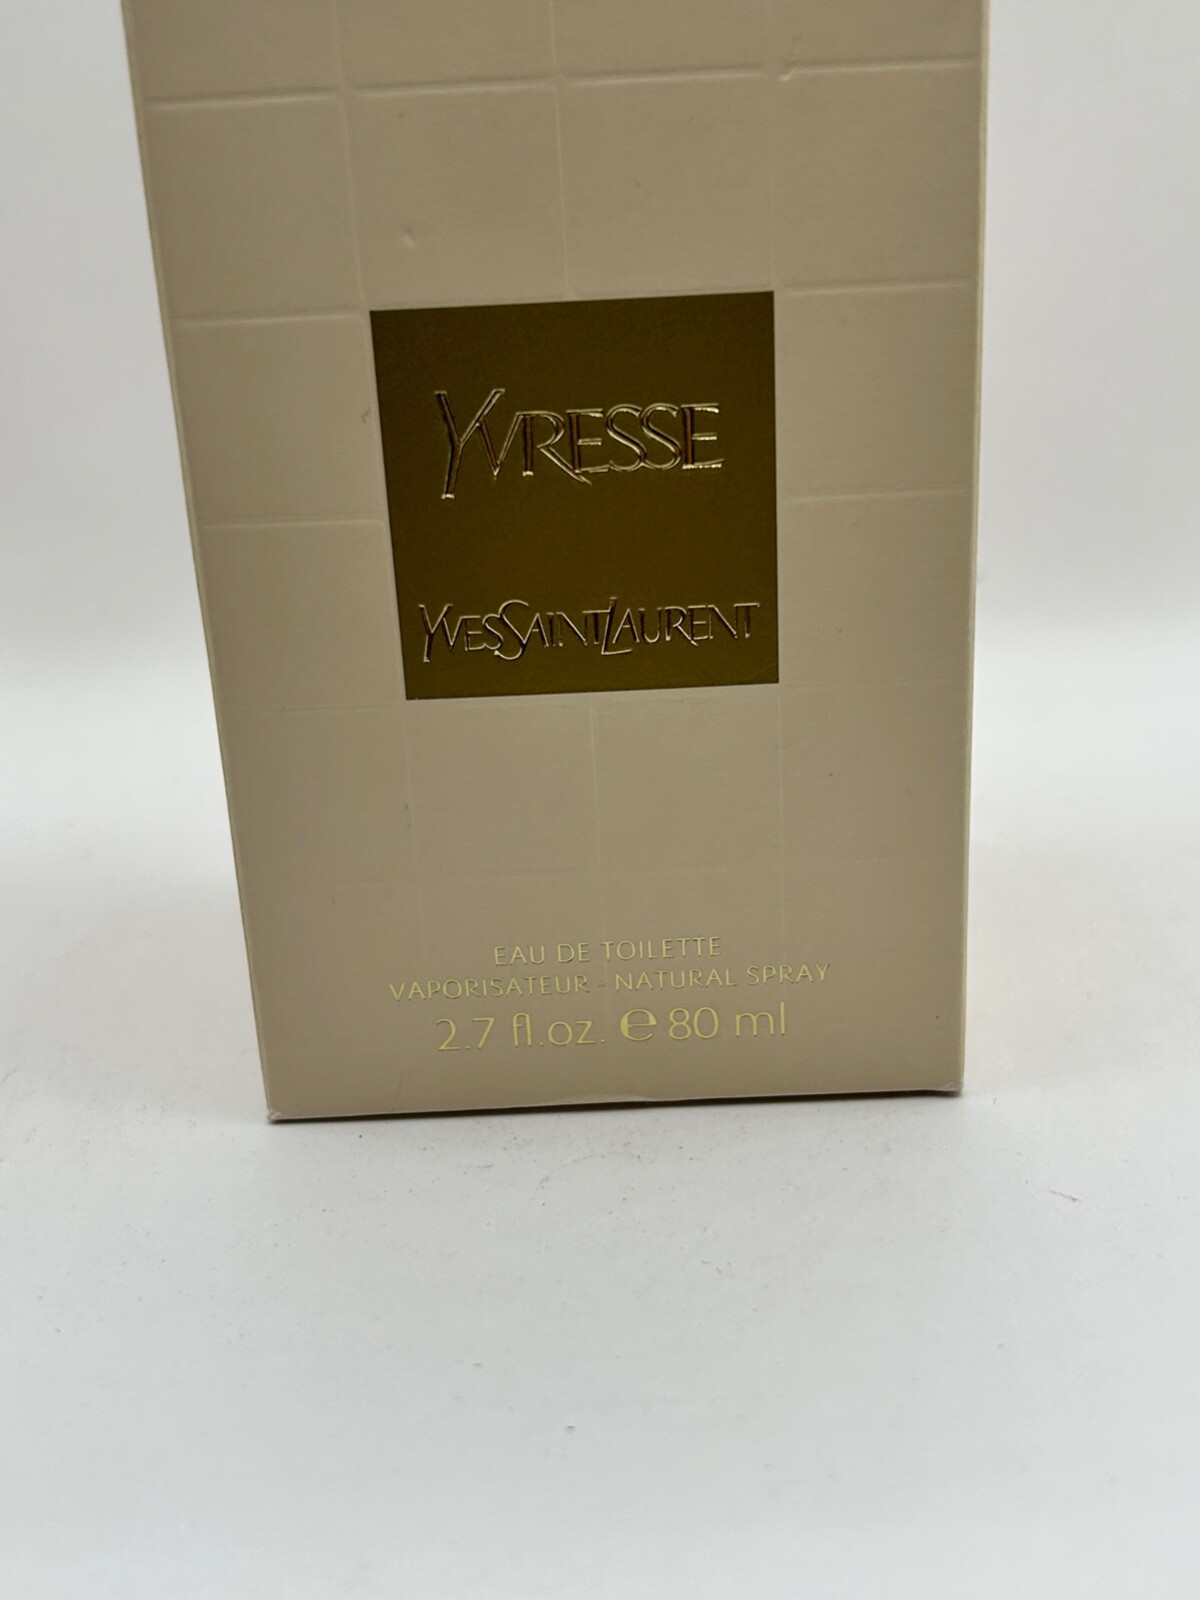 YVRESSE
YVESSAINTLAURENT
EAU DE TOILETTE
VAPORISATEUR - NATURAL SPRAY
2.7 fl.oz. ℮ 80 ml